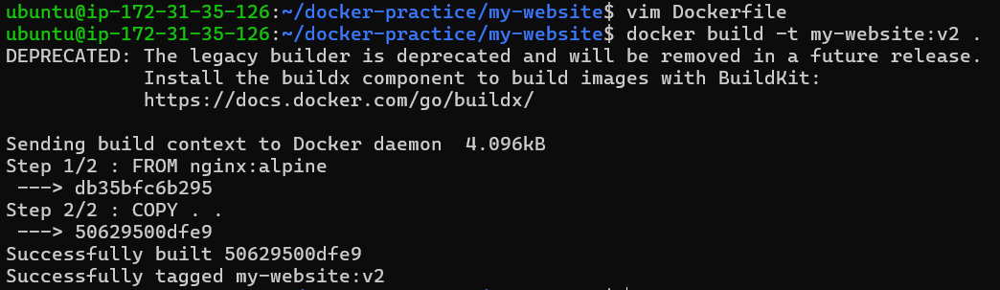 ubuntu@ip-172-31-35-126:~/docker-practice/my-website$ vim Dockerfile
ubuntu@ip-172-31-35-126:~/docker-practice/my-website$ docker build -t my-website:v2 .
DEPRECATED: The legacy builder is deprecated and will be removed in a future release.
            Install the buildx component to build images with BuildKit:
            https://docs.docker.com/go/buildx/

Sending build context to Docker daemon  4.096kB
Step 1/2 : FROM nginx:alpine
 ---> db35bfc6b295
Step 2/2 : COPY . .
 ---> 50629500dfe9
Successfully built 50629500dfe9
Successfully tagged my-website:v2